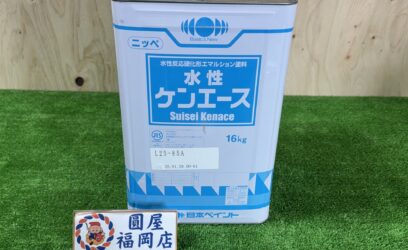 ニッペ
水性反応硬化形エマルション塗料
水性
ケンエース
Suisei Kenace
16kg
L25-85A
日本ペイント
圓屋
福岡店